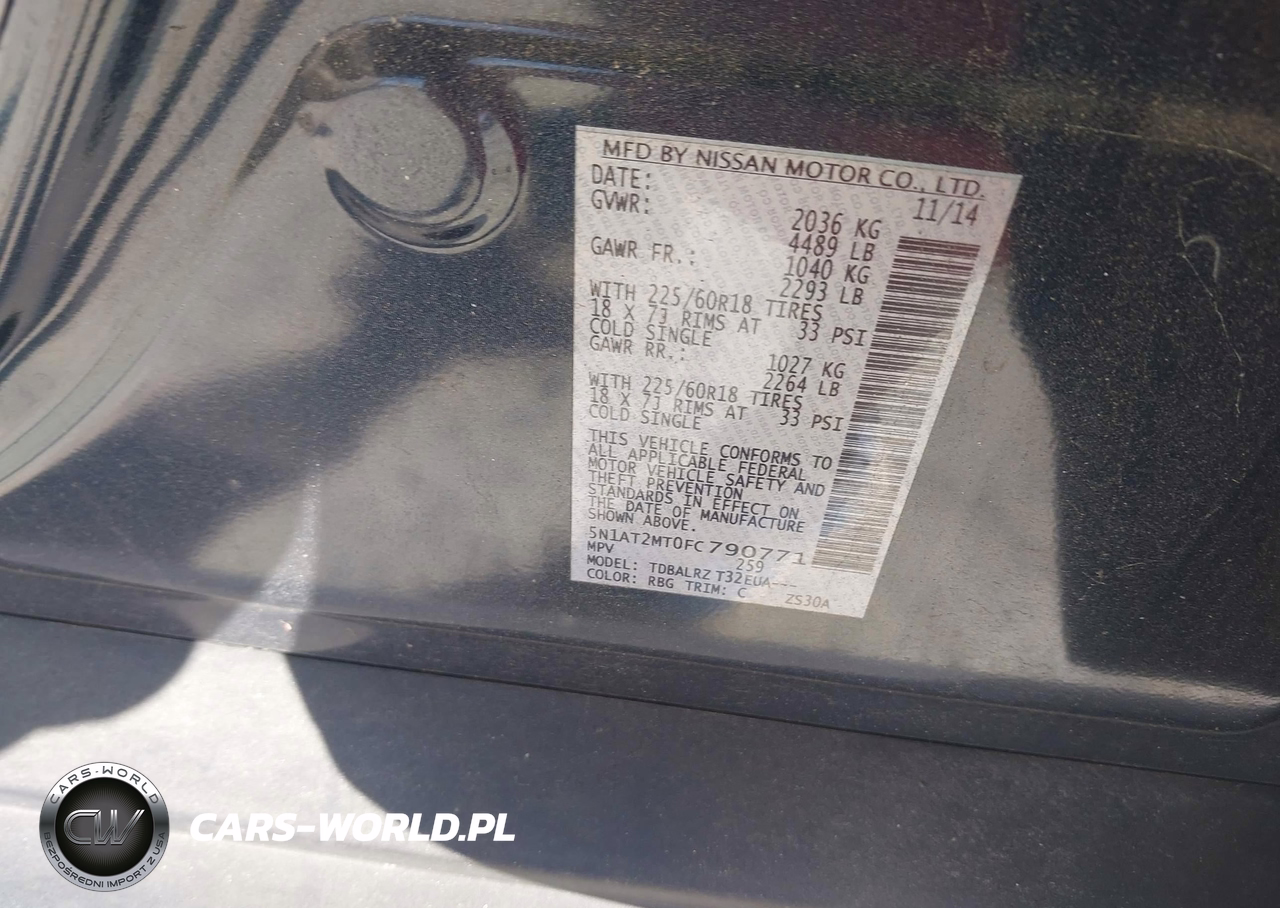 MFD BY NISSAN MOTOR CO., LTD.
DATE: 11/14
GVWR: 2036 KG
4489 LB
GAWR FR.: 1040 KG
2293 LB
WITH 225/60R18 TIRES
18 X 7J RIMS AT 33 PSI
COLD SINGLE
GAWR RR.: 1027 KG
2264 LB
WITH 225/60R18 TIRES
18 X 7J RIMS AT 33 PSI
COLD SINGLE
THIS VEHICLE CONFORMS TO
ALL APPLICABLE FEDERAL
MOTOR VEHICLE SAFETY AND
THEFT PREVENTION
STANDARDS IN EFFECT ON
THE DATE OF MANUFACTURE
SHOWN ABOVE.
5N1AT2MT0FC790771
MPV 259
MODEL: TDBALRZ T32EUA---
COLOR: RBG TRIM: C ZS30A
CARS-WORLD
CW
BEZPOŚREDNI IMPORT Z USA
CARS-WORLD.PL